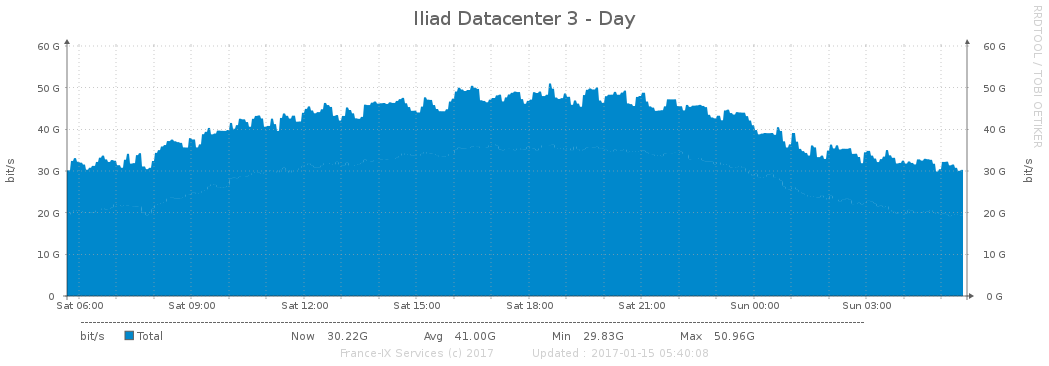 Iliad Datacenter 3 - Day
RRDTOOL / TOBI OETIKER
60 G 60 G
50 G 50 G
40 G 40 G
30 G 30 G
20 G 20 G
10 G 10 G
0 0 G
bit/s bit/s
Sat 06:00 Sat 09:00 Sat 12:00 Sat 15:00 Sat 18:00 Sat 21:00 Sun 00:00 Sun 03:00
bit/s Total Now 30.22G Avg 41.00G Min 29.83G Max 50.96G
France-IX Services (c) 2017 Updated : 2017-01-15 05:40:08